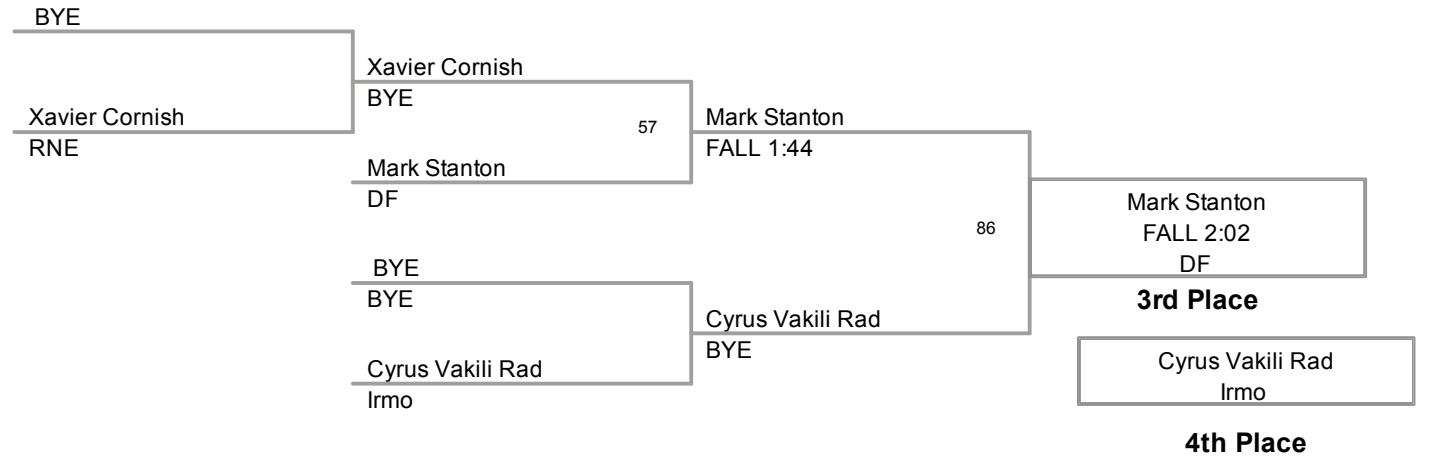 BYE
Xavier Cornish
RNE
Xavier Cornish
BYE
57
Mark Stanton
DF
BYE
BYE
Cyrus Vakili Rad
Irmo
Mark Stanton
FALL 1:44
86
Cyrus Vakili Rad
BYE
Mark Stanton
FALL 2:02
DF
3rd Place
Cyrus Vakili Rad
Irmo
4th Place